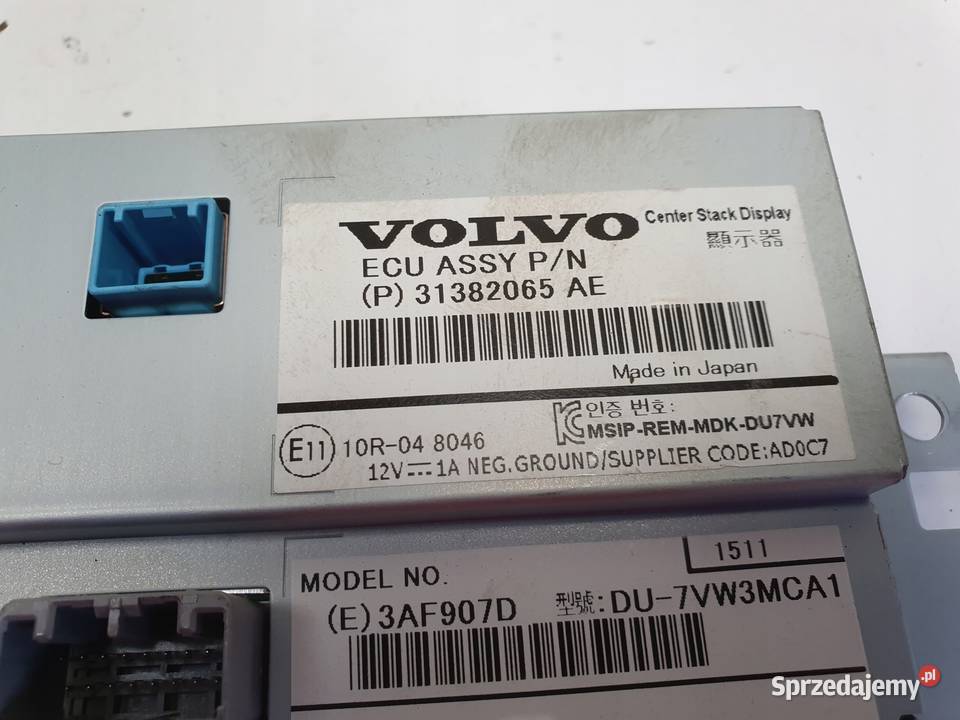 VOLVO Center Stack Display
顯示器
ECU ASSY P/N
(P) 31382065 AE
Made in Japan
인증 번호:
MSIP-REM-MDK-DU7VW
E11 10R-04 8046
12V⎓1A NEG.GROUND/SUPPLIER CODE:AD0C7
1511
MODEL NO.
(E)3AF907D 型號:DU-7VW3MCA1
Sprzedajemy.pl